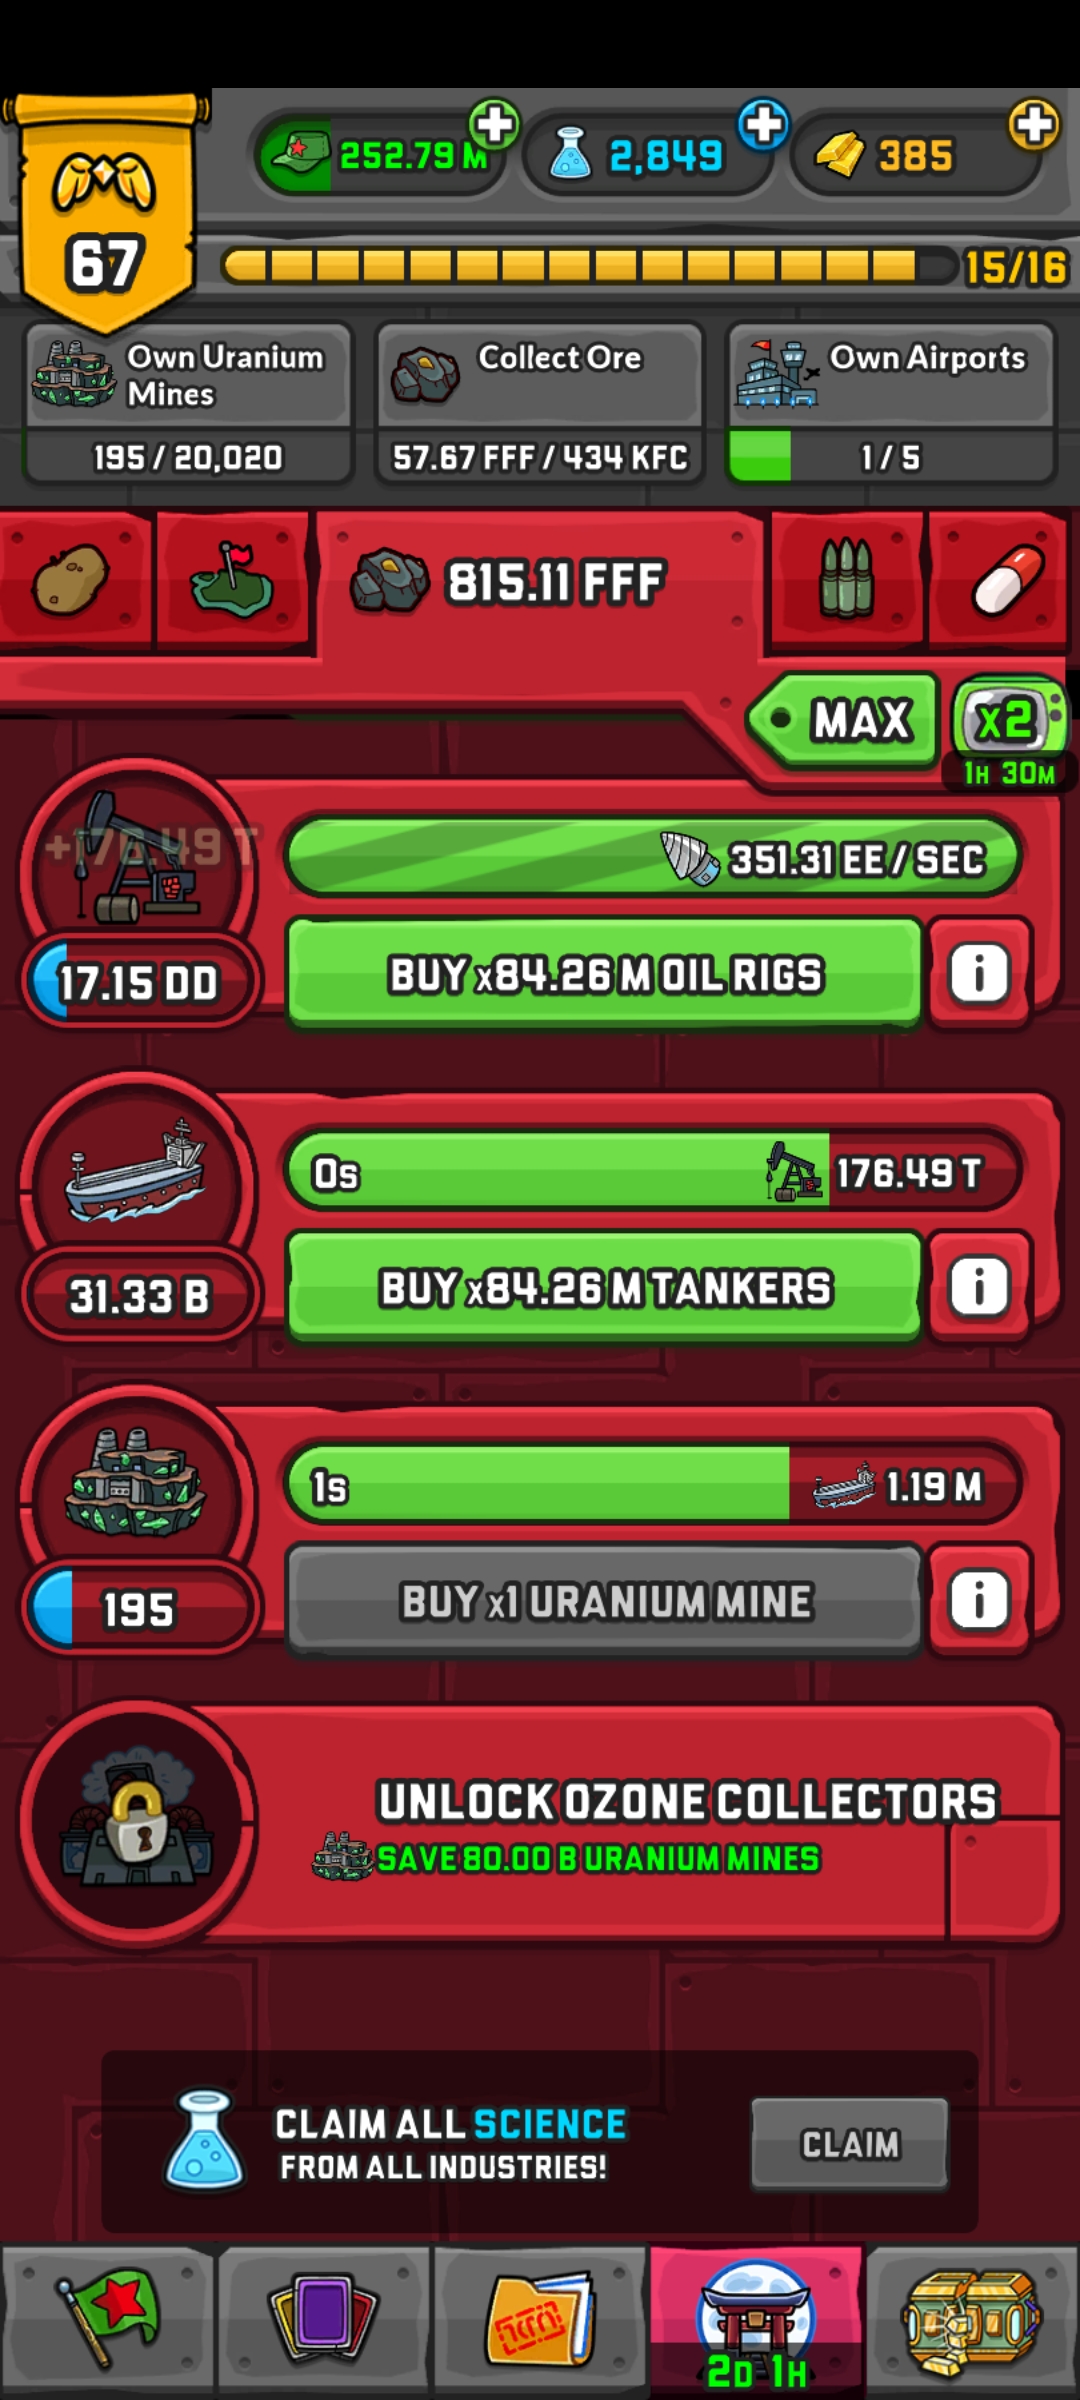 252.79 M
2,849
385
67
15/16
Own Uranium
Mines
195 / 20,020
Collect Ore
57.67 FFF / 434 KFC
Own Airports
1 / 5
815.11 FFF
MAX
x2
1H 30M
+176.49 T
351.31 EE / SEC
17.15 DD
BUY x84.26 M OIL RIGS
i
0s
176.49 T
31.33 B
BUY x84.26 M TANKERS
i
1s
1.19 M
195
BUY x1 URANIUM MINE
i
UNLOCK OZONE COLLECTORS
SAVE 80.00 B URANIUM MINES
CLAIM ALL SCIENCE
FROM ALL INDUSTRIES!
CLAIM
2D 1H